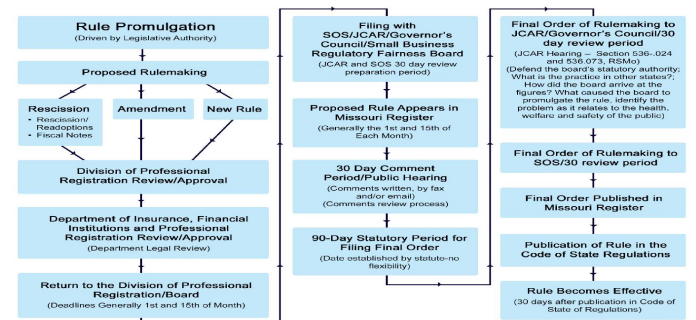 Rule Promulgation
(Driven by Legislative Authority)
Proposed Rulemaking
Rescission
• Rescission/
Readoptions
• Fiscal Notes
Amendment
New Rule
Division of Professional
Registration Review/Approval
Department of Insurance, Financial
Institutions and Professional
Registration Review/Approval
(Department Legal Review)
Return to the Division of Professional
Registration/Board
(Deadlines Generally 1st and 15th of Month)
Filing with
SOS/JCAR/Governor's
Council/Small Business
Regulatory Fairness Board
(JCAR and SOS 30 day review
preparation period)
Proposed Rule Appears in
Missouri Register
(Generally the 1st and 15th of
Each Month)
30 Day Comment
Period/Public Hearing
(Comments written, by fax
and/or email)
(Comments review process)
90-Day Statutory Period for
Filing Final Order
(Date established by statute-no
flexibility)
Final Order of Rulemaking to
JCAR/Governor's Council/30
day review period
(JCAR Hearing – Section 536-.024
and 536.073, RSMo)
(Defend the board's statutory authority;
What is the practice in other states?;
How did the board arrive at the
figures? What caused the board to
promulgate the rule, identify the
problem as it relates to the health,
welfare and safety of the public)
Final Order of Rulemaking to
SOS/30 review period
Final Order Published in
Missouri Register
Publication of Rule in the
Code of State Regulations
Rule Becomes Effective
(30 days after publication in Code of
State of Regulations)